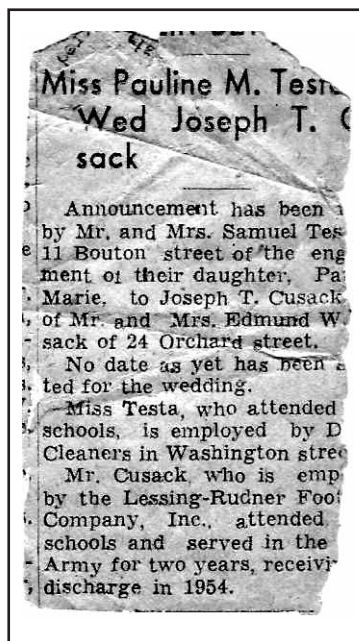 Miss Pauline M. Test
Wed Joseph T. C
sack
Announcement has been
by Mr. and Mrs. Samuel Tes
11 Bouton street of the eng
ment of their daughter, Pa
Marie, to Joseph T. Cusack
of Mr. and Mrs. Edmund W
sack of 24 Orchard street.
No date as yet has been
ted for the wedding.
Miss Testa, who attended
schools, is employed by D
Cleaners in Washington stree
Mr. Cusack who is emp
by the Lessing-Rudner Foo
Company, Inc., attended
schools and served in the
Army for two years, receivi
discharge in 1954.